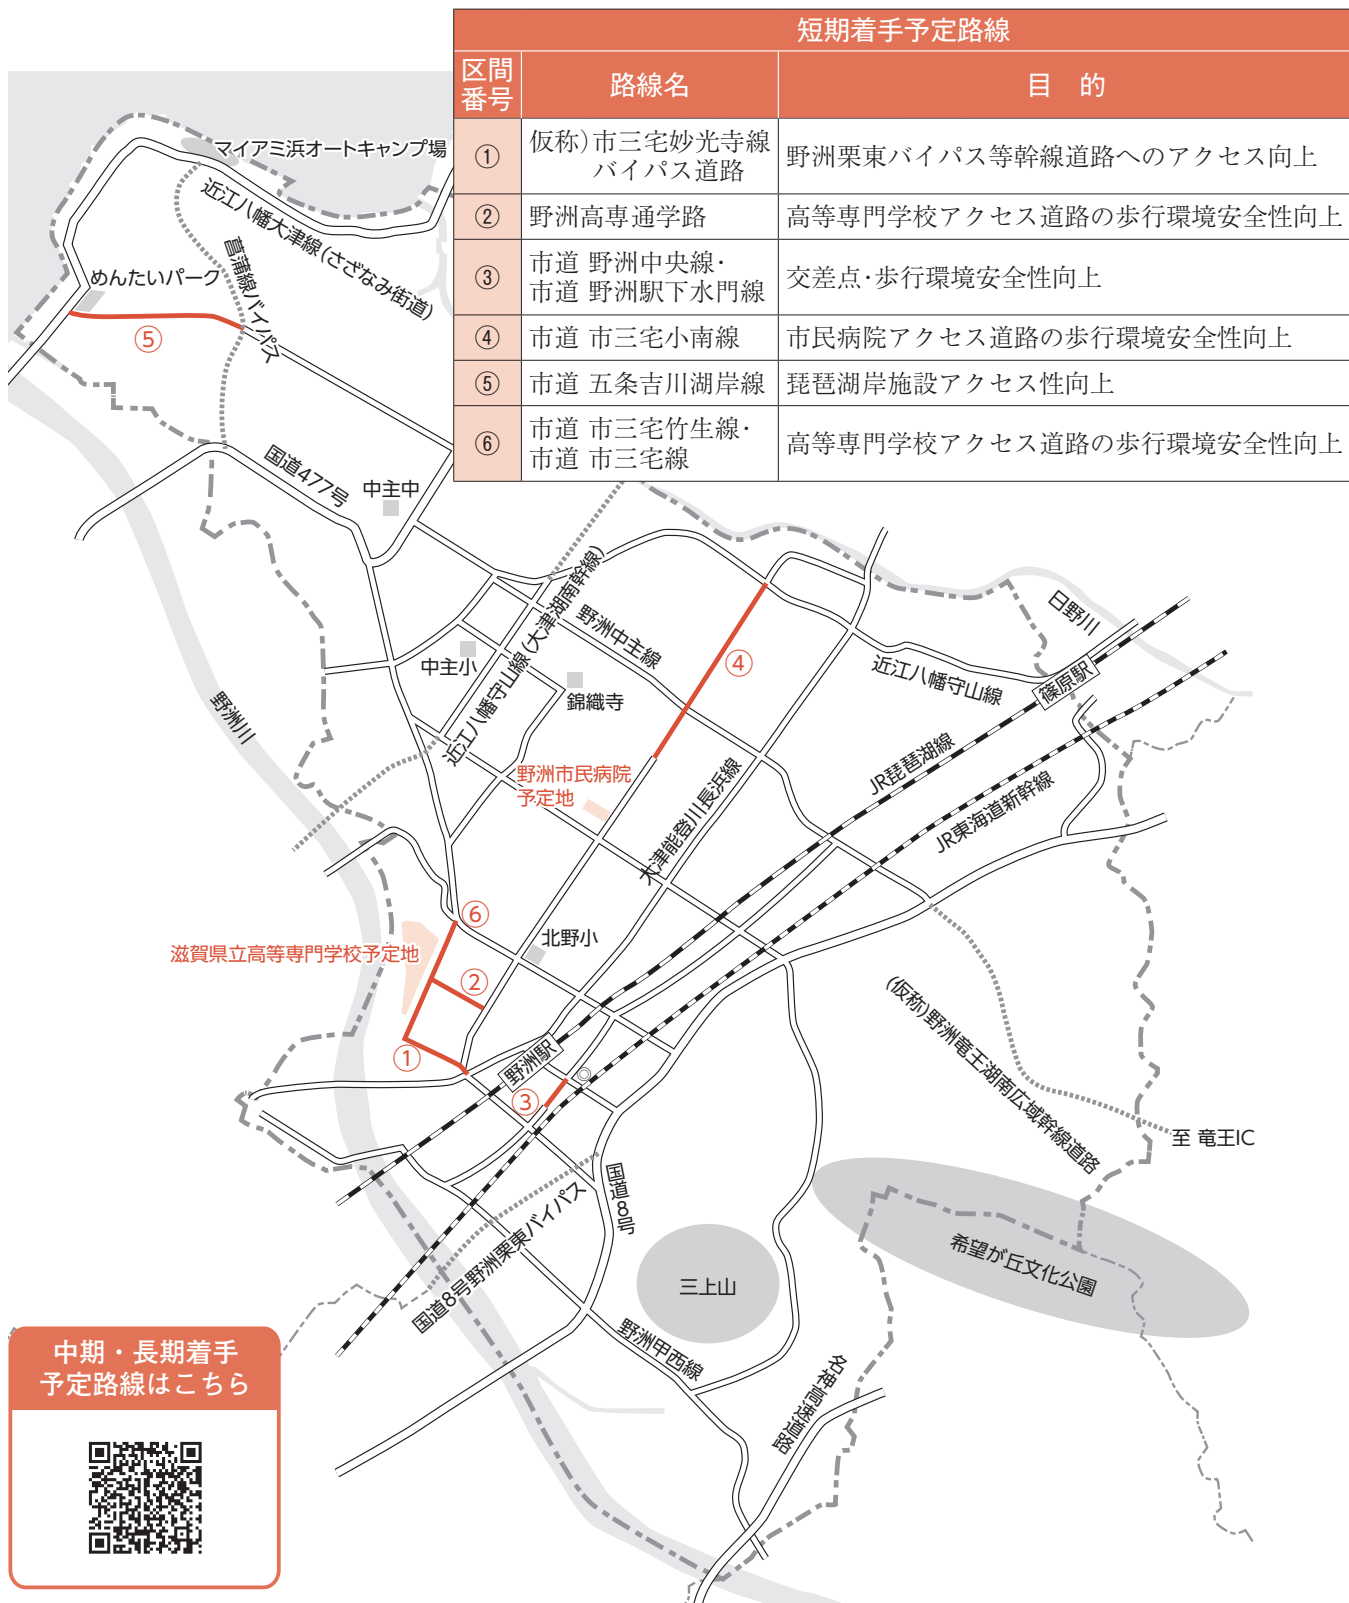 短期着手予定路線
区間
番号
路線名
目 的
①
仮称)市三宅妙光寺線
バイパス道路
野洲栗東バイパス等幹線道路へのアクセス向上
②
野洲高専通学路
高等専門学校アクセス道路の歩行環境安全性向上
③
市道 野洲中央線・
市道 野洲駅下水門線
交差点・歩行環境安全性向上
④
市道 市三宅小南線
市民病院アクセス道路の歩行環境安全性向上
⑤
市道 五条吉川湖岸線
琵琶湖岸施設アクセス性向上
⑥
市道 市三宅竹生線・
市道 市三宅線
高等専門学校アクセス道路の歩行環境安全性向上
マイアミ浜オートキャンプ場
近江八幡大津線(さざなみ街道)
菖蒲線バイパス
めんたいパーク
⑤
国道477号
中主中
野洲中主線
近江八幡守山線(大津湖南幹線)
中主小
錦織寺
④
日野川
近江八幡守山線
篠原駅
野洲川
野洲市民病院
予定地
JR琵琶湖線
JR東海道新幹線
大津能登川長浜線
⑥
北野小
滋賀県立高等専門学校予定地
②
①
野洲駅
③
(仮称)野洲竜王湖南広域幹線道路
至 竜王IC
国道8号
国道8号野洲栗東バイパス
三上山
希望が丘文化公園
野洲甲西線
名神高速道路
中期・長期着手
予定路線はこちら